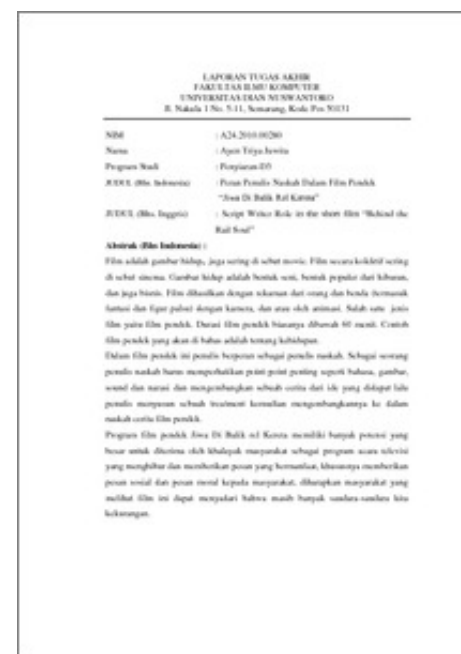 LAPORAN TUGAS AKHIR
FAKULTAS ILMU KOMPUTER
UNIVERSITAS DIAN NUSWANTORO
Jl. Nakula 1 No. 5-11, Semarang, Kode Pos 50131
NIM : A24.2010.00260
Nama : Ayun Triya
Program Studi : Penyiaran-D3
JUDUL (Bhs. Indonesia) : Peran Penulis Naskah Dalam Film Pendek
"Jiwa Di Balik Rel Kereta"
JUDUL (Bhs. Inggris) : Script Writer Role in the short film "Behind the
Rail Soul"
Abstrak (Bhs Indonesia) :
Film adalah gambar hidup, juga sering di sebut movie. Film secara kolektif sering
di sebut sinema. Gambar hidup adalah bentuk seni, bentuk populer dari hiburan,
dan juga bisnis. Film dihasilkan dengan rekaman dari orang dan benda (termasuk
fantasi dan figur palsu) dengan kamera, dan atau oleh animasi. Salah satu jenis
film yaitu film pendek. Durasi film pendek biasanya dibawah 60 menit. Contoh
film pendek yang akan di bahas adalah tentang kehidupan.
Dalam film pendek ini penulis berperan sebagai penulis naskah. Sebagai seorang
penulis naskah harus memperhatikan point-point penting seperti bahasa, gambar,
sound dan narasi dan mengembangkan sebuah cerita dari ide yang didapat lalu
penulis menyusun sebuah treatment kemudian mengembangkannya ke dalam
naskah cerita film pendek.
Program film pendek Jiwa Di Balik rel Kereta memiliki banyak potensi yang
besar untuk diterima oleh khalayak masyarakat sebagai program acara televisi
yang menghibur dan memberikan pesan yang bermanfaat, khususnya memberikan
pesan sosial dan pesan moral kepada masyarakat, diharapkan masyarakat yang
melihat film ini dapat menyadari bahwa masih banyak saudara-saudara kita
kekurangan.